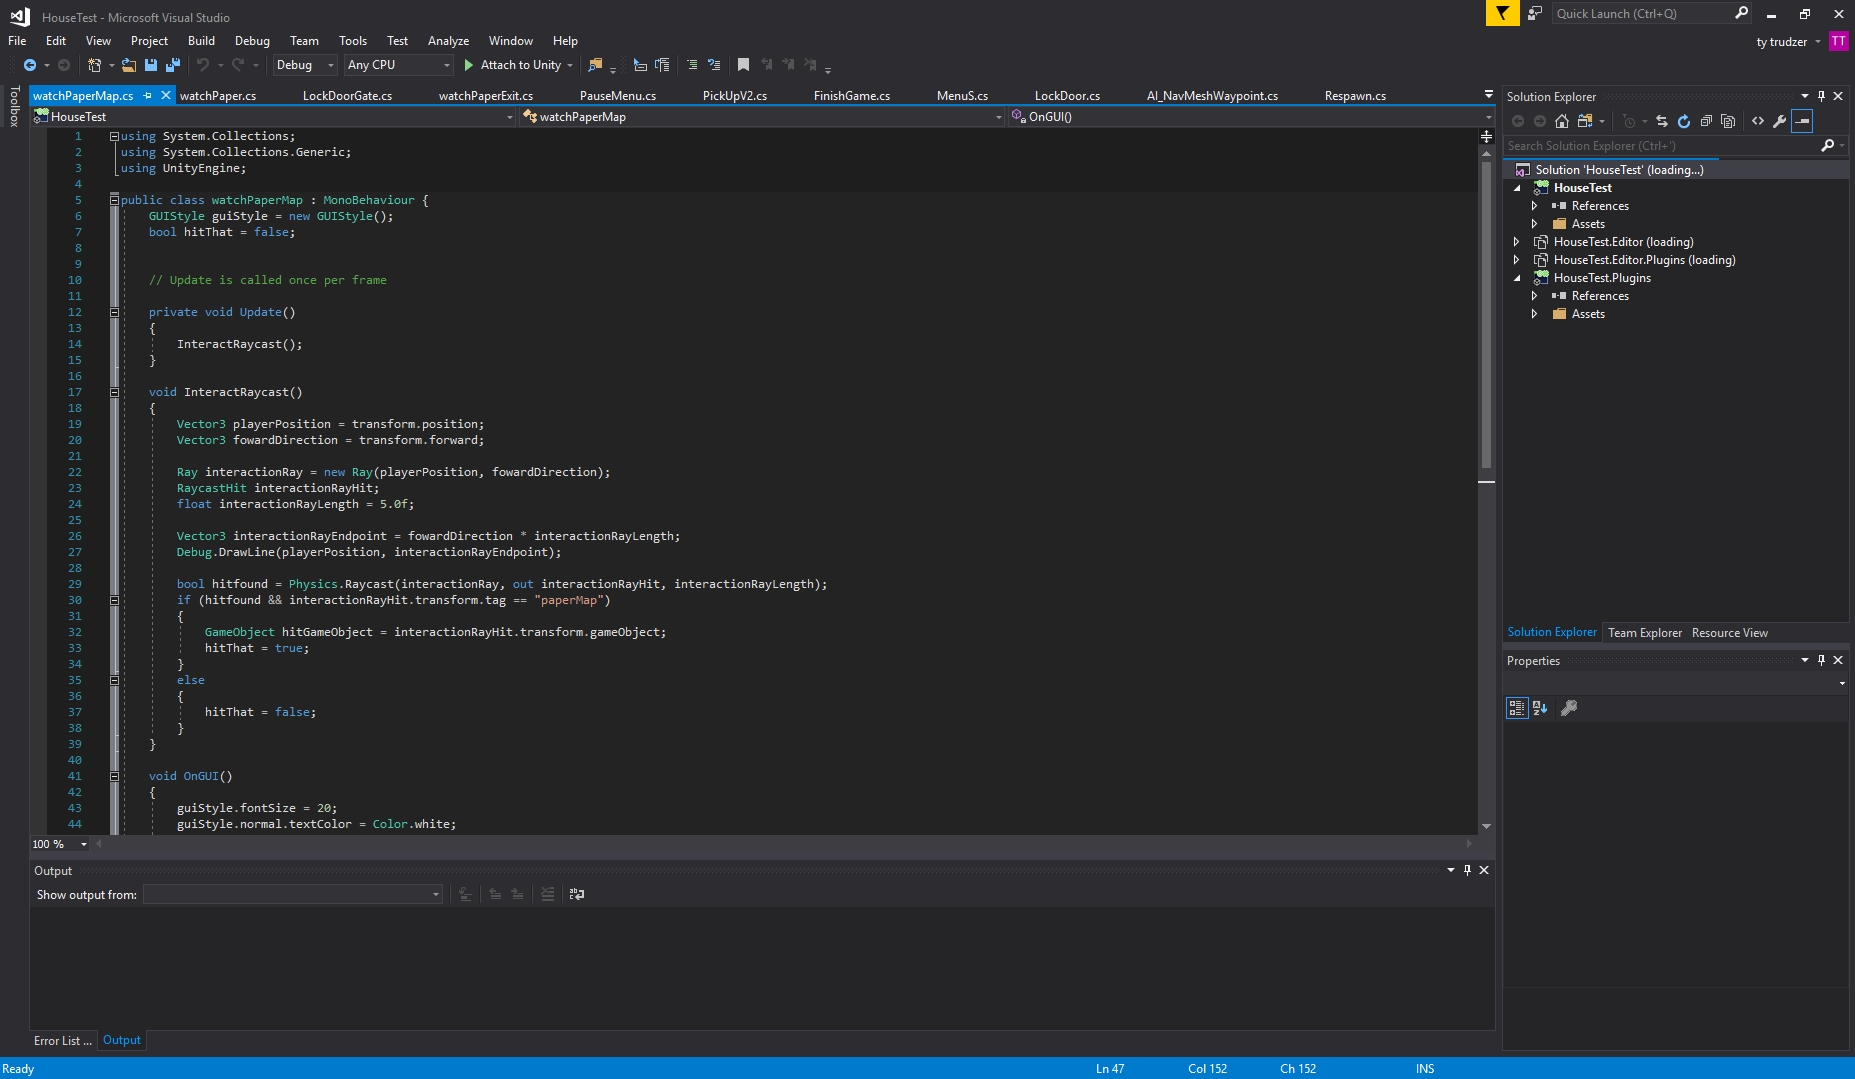 HouseTest - Microsoft Visual Studio
Quick Launch (Ctrl+Q)
File Edit View Project Build Debug Team Tools Test Analyze Window Help
ty trudzer TT
Debug Any CPU Attach to Unity
Toolbox
watchPaperMap.cs watchPaper.cs LockDoorGate.cs watchPaperExit.cs PauseMenu.cs PickUpV2.cs FinishGame.cs MenuS.cs LockDoor.cs AI_NavMeshWaypoint.cs Respawn.cs
HouseTest watchPaperMap OnGUI()
1 using System.Collections;
2 using System.Collections.Generic;
3 using UnityEngine;
4
5 public class watchPaperMap : MonoBehaviour {
6 GUIStyle guiStyle = new GUIStyle();
7 bool hitThat = false;
8
9
10 // Update is called once per frame
11
12 private void Update()
13 {
14 InteractRaycast();
15 }
16
17 void InteractRaycast()
18 {
19 Vector3 playerPosition = transform.position;
20 Vector3 fowardDirection = transform.forward;
21
22 Ray interactionRay = new Ray(playerPosition, fowardDirection);
23 RaycastHit interactionRayHit;
24 float interactionRayLength = 5.0f;
25
26 Vector3 interactionRayEndpoint = fowardDirection * interactionRayLength;
27 Debug.DrawLine(playerPosition, interactionRayEndpoint);
28
29 bool hitfound = Physics.Raycast(interactionRay, out interactionRayHit, interactionRayLength);
30 if (hitfound && interactionRayHit.transform.tag == "paperMap")
31 {
32 GameObject hitGameObject = interactionRayHit.transform.gameObject;
33 hitThat = true;
34 }
35 else
36 {
37 hitThat = false;
38 }
39 }
40
41 void OnGUI()
42 {
43 guiStyle.fontSize = 20;
44 guiStyle.normal.textColor = Color.white;
100 %
Output
Show output from:
Error List ... Output
Solution Explorer
Search Solution Explorer (Ctrl+')
Solution 'HouseTest' (loading...)
HouseTest
References
Assets
HouseTest.Editor (loading)
HouseTest.Editor.Plugins (loading)
HouseTest.Plugins
References
Assets
Solution Explorer Team Explorer Resource View
Properties
Ready Ln 47 Col 152 Ch 152 INS